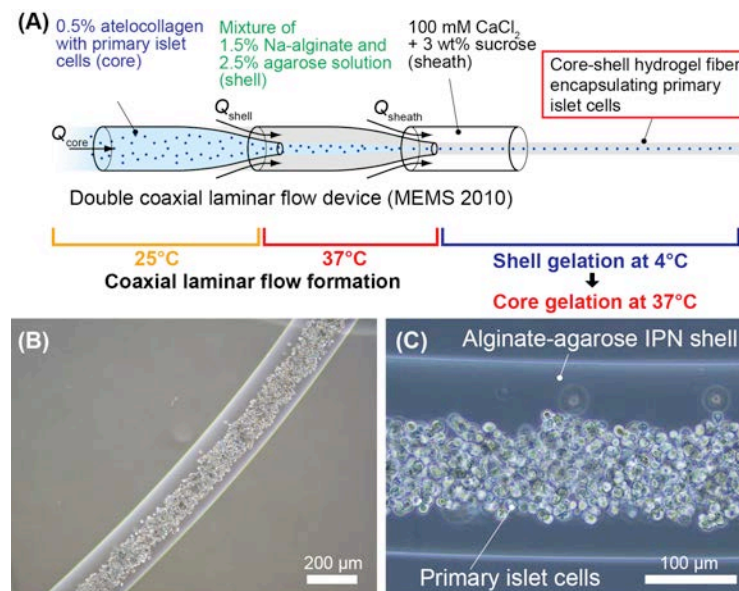 (A)
0.5% atelocollagen
with primary islet
cells (core)
Mixture of
1.5% Na-alginate and
2.5% agarose solution
(shell)
100 mM CaCl₂
+ 3 wt% sucrose
(sheath)
Core-shell hydrogel fiber
encapsulating primary
islet cells
Qcore
Qshell
Qsheath
Double coaxial laminar flow device (MEMS 2010)
25°C
37°C
Coaxial laminar flow formation
Shell gelation at 4°C
Core gelation at 37°C
(B)
200 µm
(C)
Alginate-agarose IPN shell
Primary islet cells
100 µm